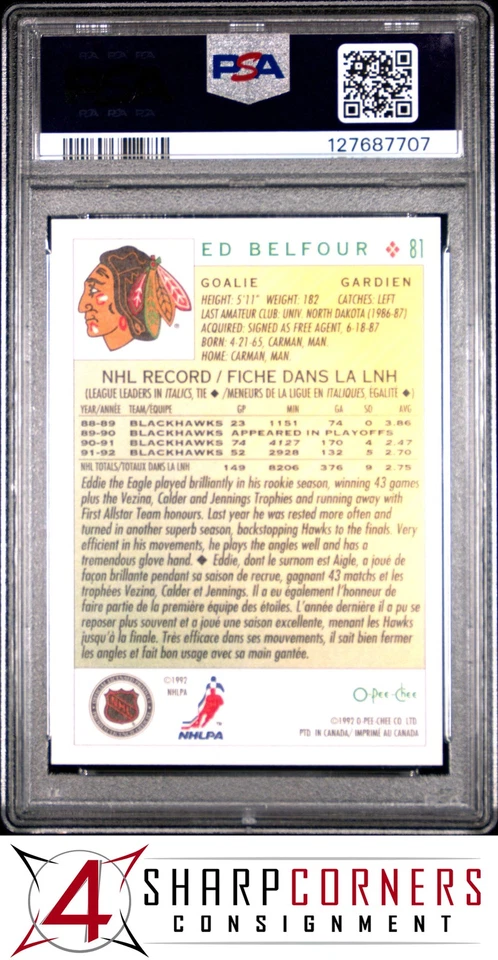 PSA
127687707
ED BELFOUR 81
GOALIE GARDIEN
HEIGHT: 5'11" WEIGHT: 182 CATCHES: LEFT
LAST AMATEUR CLUB: UNIV. NORTH DAKOTA (1986-87)
ACQUIRED: SIGNED AS FREE AGENT, 6-18-87
BORN: 4-21-65, CARMAN, MAN.
HOME: CARMAN, MAN.
NHL RECORD / FICHE DANS LA LNH
(LEAGUE LEADERS IN ITALICS, TIE ◆ /MENEURS DE LA LIGUE EN ITALIQUES, EGALITE ◆)
YEAR/ANNÉE TEAM/ÉQUIPE GP MIN GA SO AVG
88-89 BLACKHAWKS 23 1151 74 0 3.86
89-90 BLACKHAWKS APPEARED IN PLAYOFFS
90-91 BLACKHAWKS 74 4127 170 4 2.47
91-92 BLACKHAWKS 52 2928 132 5 2.70
NHL TOTALS/TOTAUX DANS LA LNH 149 8206 376 9 2.75
Eddie the Eagle played brilliantly in his rookie season, winning 43 games
plus the Vezina, Calder and Jennings Trophies and running away with
First Allstar Team honours. Last year he was rested more often and
turned in another superb season, backstopping Hawks to the finals. Very
efficient in his movements, he plays the angles well and has a
tremendous glove hand. ◆ Eddie, dont le surnom est Aigle, a joué de
façon brillante pendant sa saison de recrue, gagnant 43 matchs et les
trophées Vezina, Calder et Jennings. Il a eu également l'honneur de
faire partie de la première équipe des étoiles. L'année dernière il a pu se
reposer plus souvent et a joué une saison excellente, menant les Hawks
jusqu'à la finale. Très efficace dans ses mouvements, il sait bien fermer
les angles et fait bon usage avec sa main gantée.
©1992
NHLPA
NHL
NHLPA
O-Pee-Chee
©1992 O-PEE-CHEE CO. LTD
PTD. IN CANADA/ IMPRIMÉ AU CANADA
4 SHARPCORNERS
CONSIGNMENT